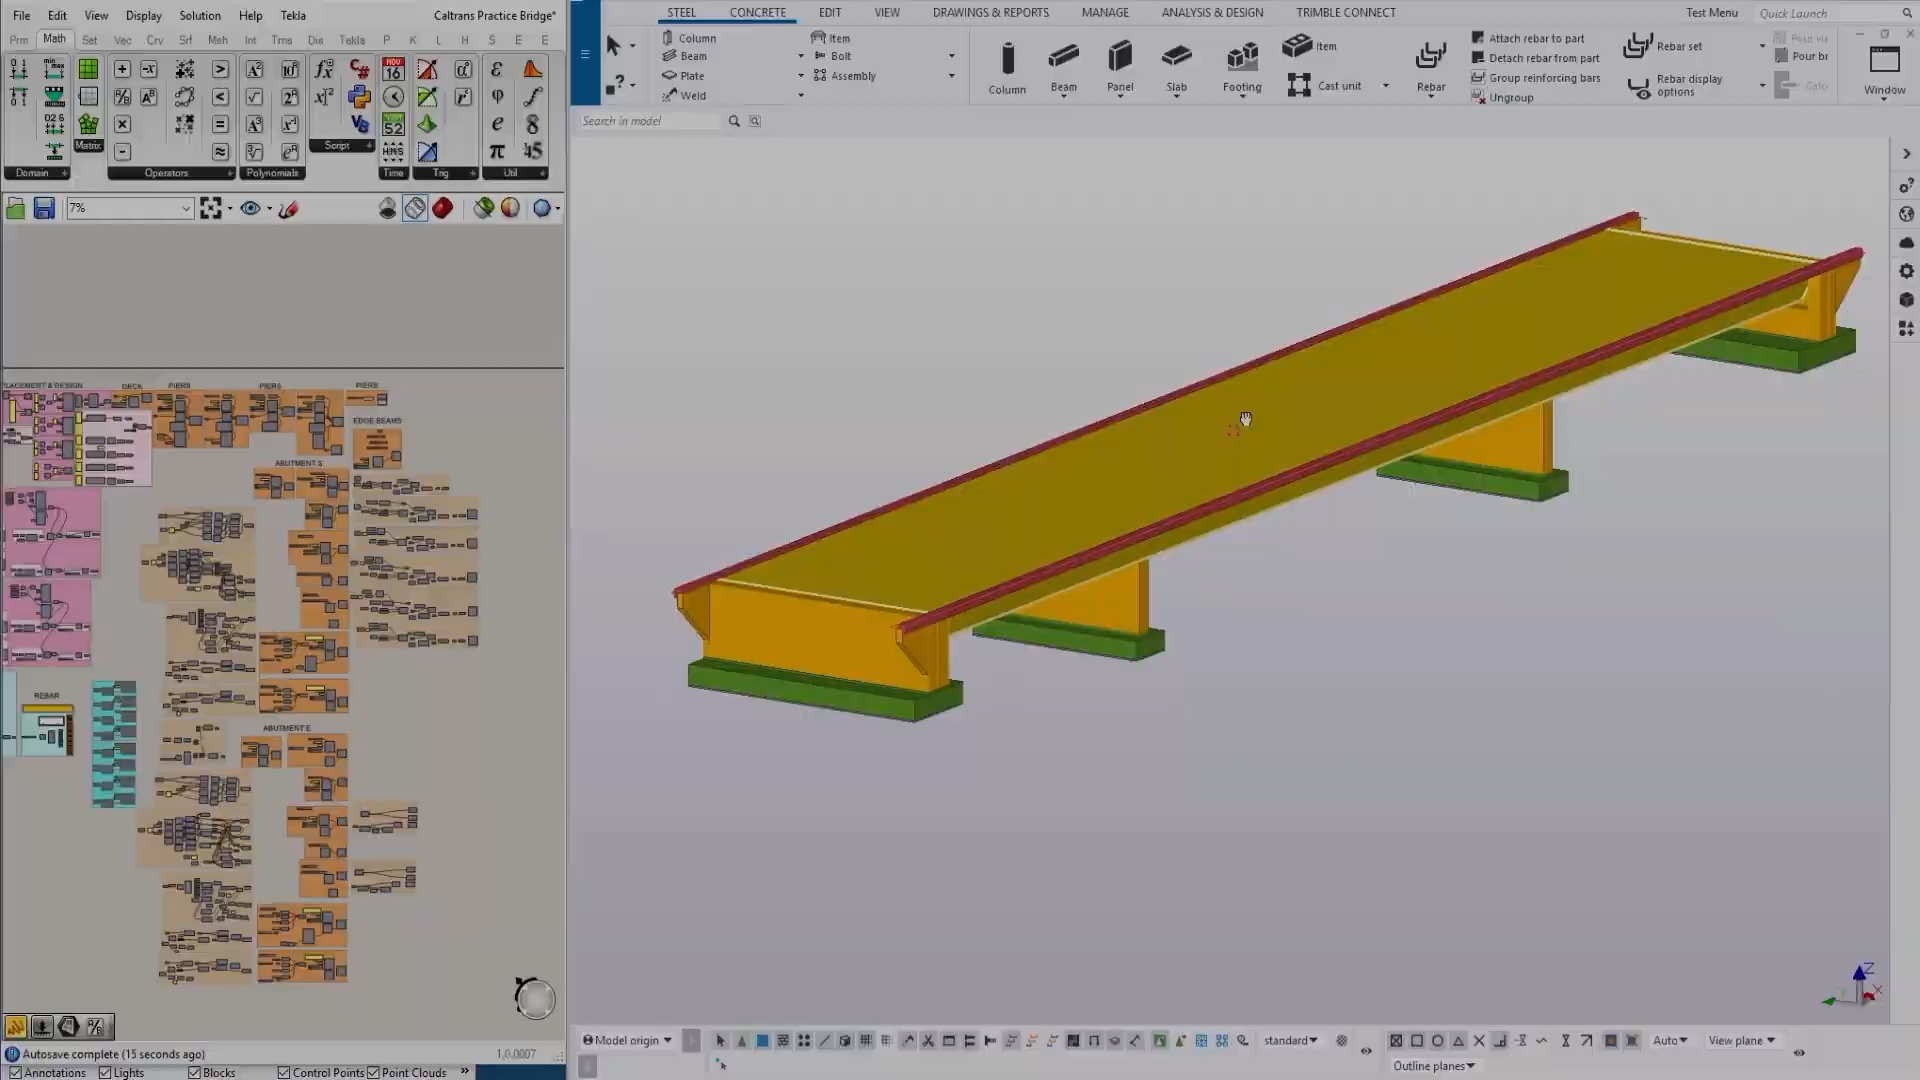 File Edit View Display Solution Help Tekla Caltrans Practice Bridge*
Prm Math Set Vec Crv Srf Msh Int Trns Dis Tekla P K L H S E E
Domain Matrix Operators Polynomials Script Time Trig Util
7%
STEEL CONCRETE EDIT VIEW DRAWINGS & REPORTS MANAGE ANALYSIS & DESIGN TRIMBLE CONNECT Test Menu Quick Launch
Column
Beam
Plate
Weld
Item
Bolt
Assembly
Column Beam Panel Slab Footing
Item
Cast unit
Rebar
Attach rebar to part
Detach rebar from part
Group reinforcing bars
Ungroup
Rebar set
Rebar display
options
Pour br
Window
Search in model
DECK PIERS PIERS PIERS
EDGE BEAMS
ABUTMENT S
REBAR
ABUTMENT E
Autosave complete (15 seconds ago) 1,0.0007
Annotations Lights Blocks Control Points Point Clouds »
Model origin standard Auto View plane
Outline planes
Z
X